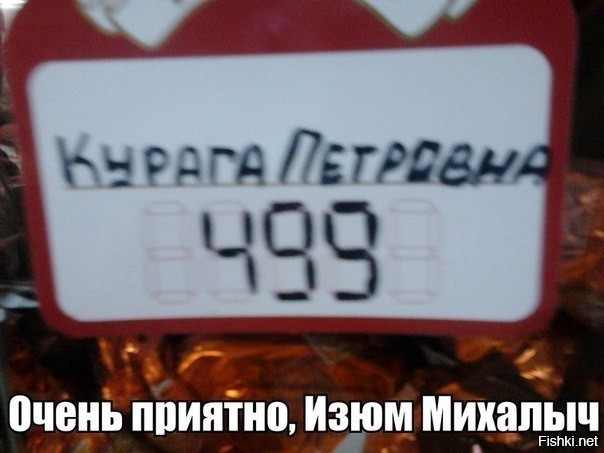 Курага Петровна
499
Очень приятно, Изюм Михалыч
Fishki.net